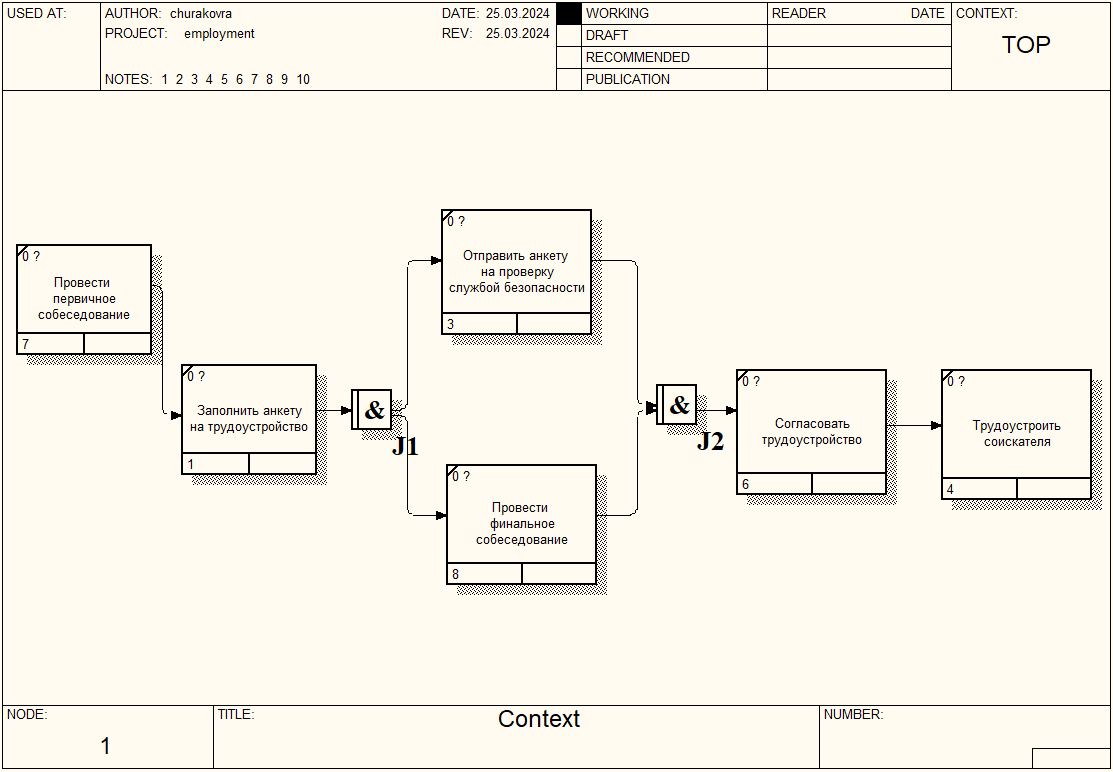 USED AT:
AUTHOR: churakovra
DATE: 25.03.2024
PROJECT: employment
REV: 25.03.2024
NOTES: 1 2 3 4 5 6 7 8 9 10
WORKING
DRAFT
RECOMMENDED
PUBLICATION
READER
DATE
CONTEXT:
TOP
0 ?
Провести
первичное
собеседование
7
0 ?
Заполнить анкету
на трудоустройство
1
&
J1
0 ?
Отправить анкету
на проверку
службой безопасности
3
0 ?
Провести
финальное
собеседование
8
&
J2
0 ?
Согласовать
трудоустройство
6
0 ?
Трудоустроить
соискателя
4
NODE:
1
TITLE:
Context
NUMBER: